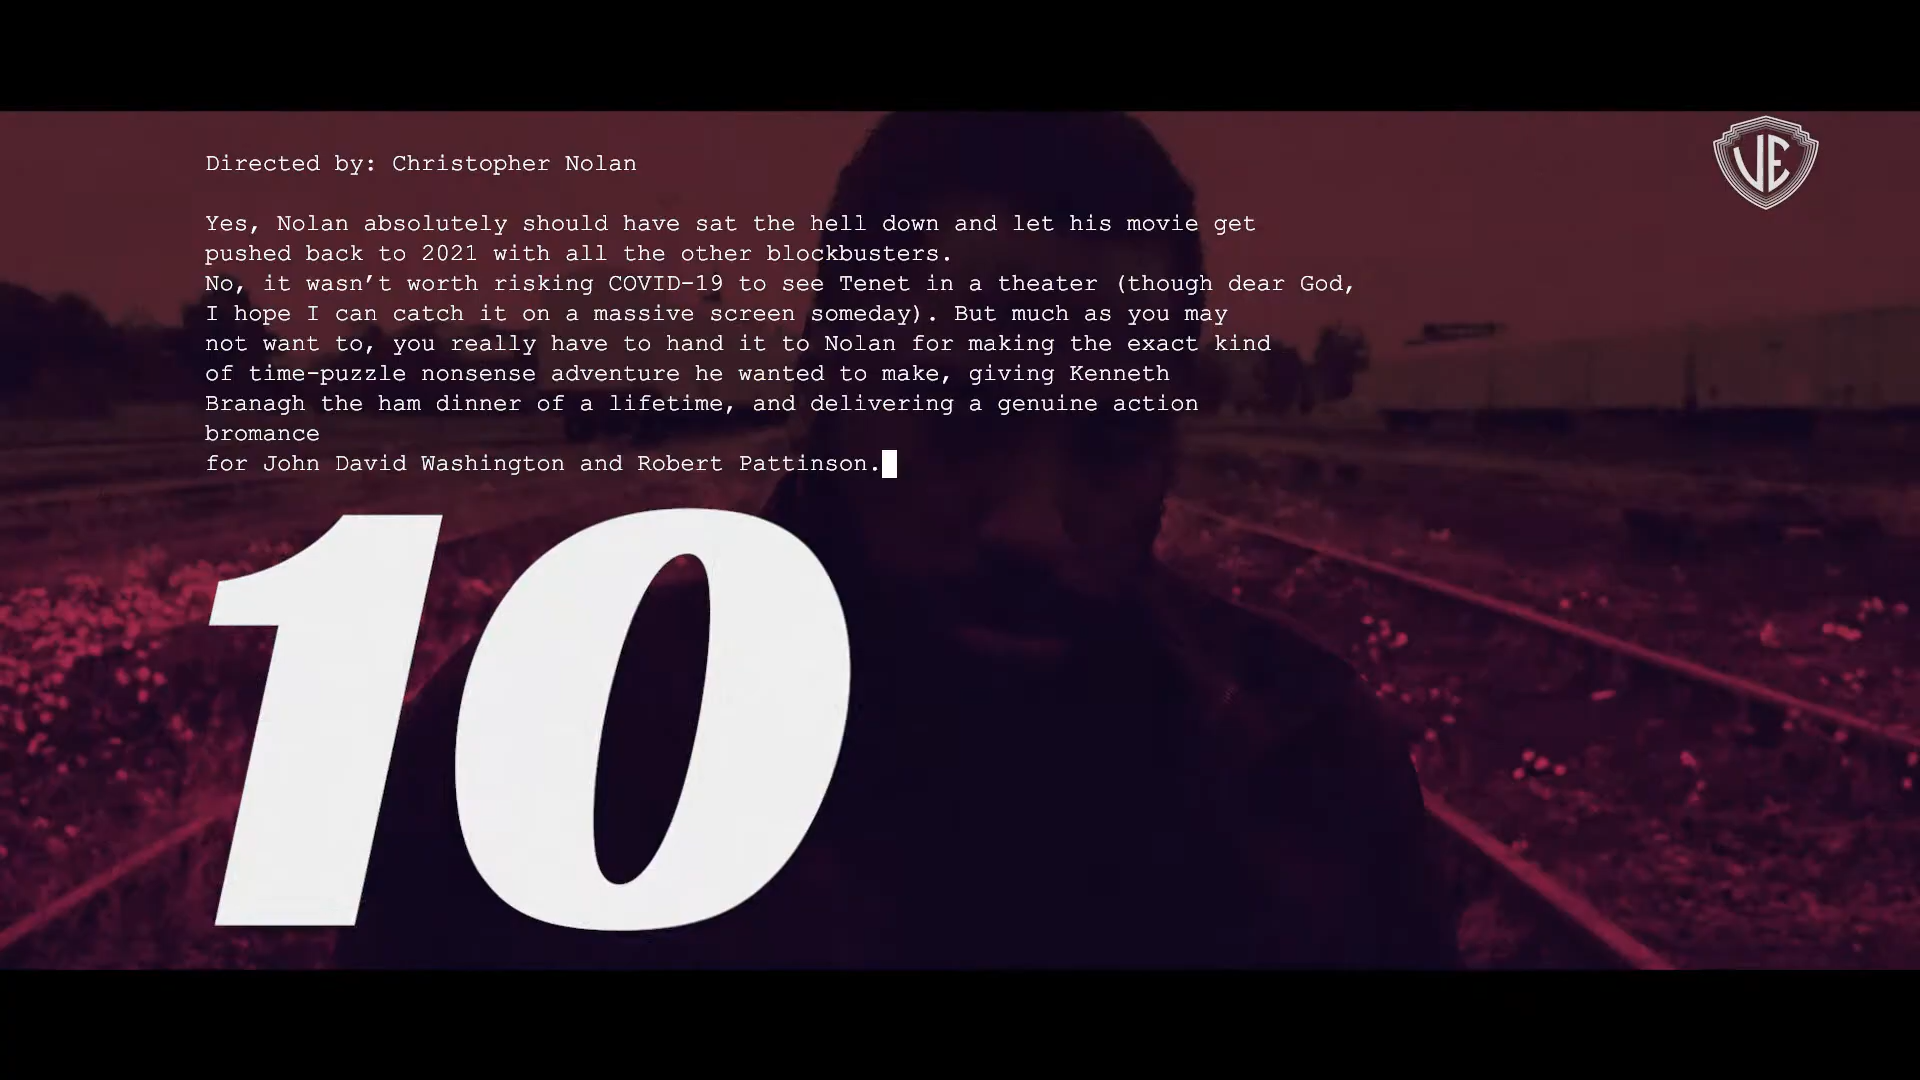 Directed by: Christopher Nolan
VE
Yes, Nolan absolutely should have sat the hell down and let his movie get
pushed back to 2021 with all the other blockbusters.
No, it wasn’t worth risking COVID-19 to see Tenet in a theater (though dear God,
I hope I can catch it on a massive screen someday). But much as you may
not want to, you really have to hand it to Nolan for making the exact kind
of time-puzzle nonsense adventure he wanted to make, giving Kenneth
Branagh the ham dinner of a lifetime, and delivering a genuine action
bromance
for John David Washington and Robert Pattinson.
10